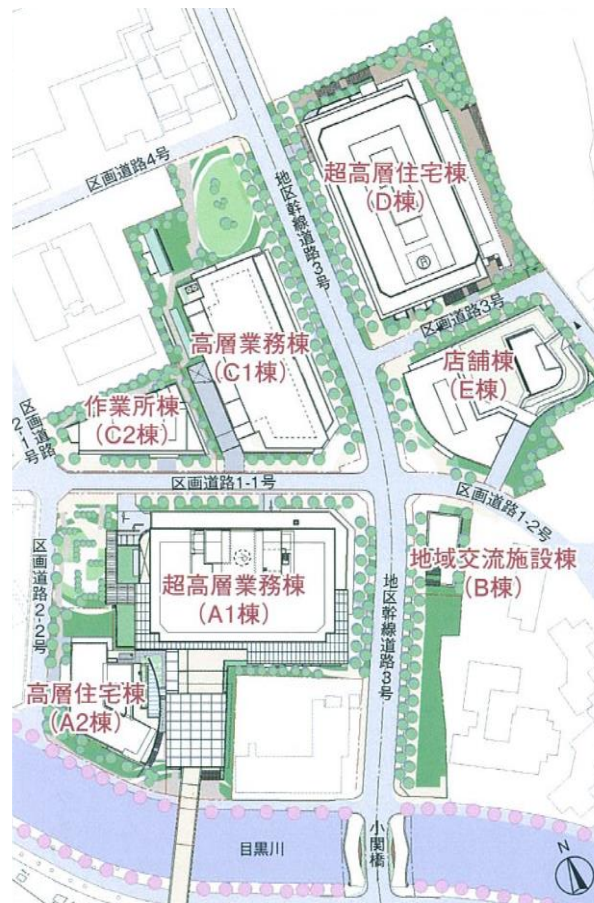 区画道路4号
地区幹線道路3号
超高層住宅棟
(D棟)
区画道路3号
高層業務棟
(C1棟)
店舗棟
(E棟)
作業所棟
(C2棟)
区画道路
2-1号
区画道路1-1号
区画道路1-2号
地域交流施設棟
(B棟)
超高層業務棟
(A1棟)
区画道路2-2号
地区幹線道路3号
高層住宅棟
(A2棟)
目黒川
小関橋
N